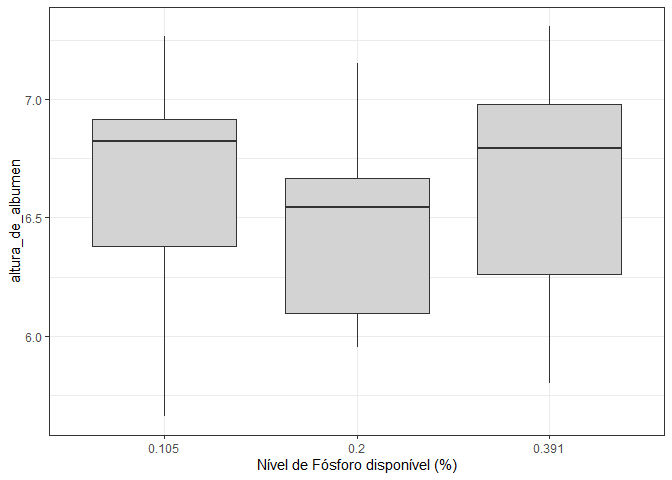 7.0
6.5
6.0
altura_de_albumen
0.105 0.2 0.391
Nível de Fósforo disponível (%)